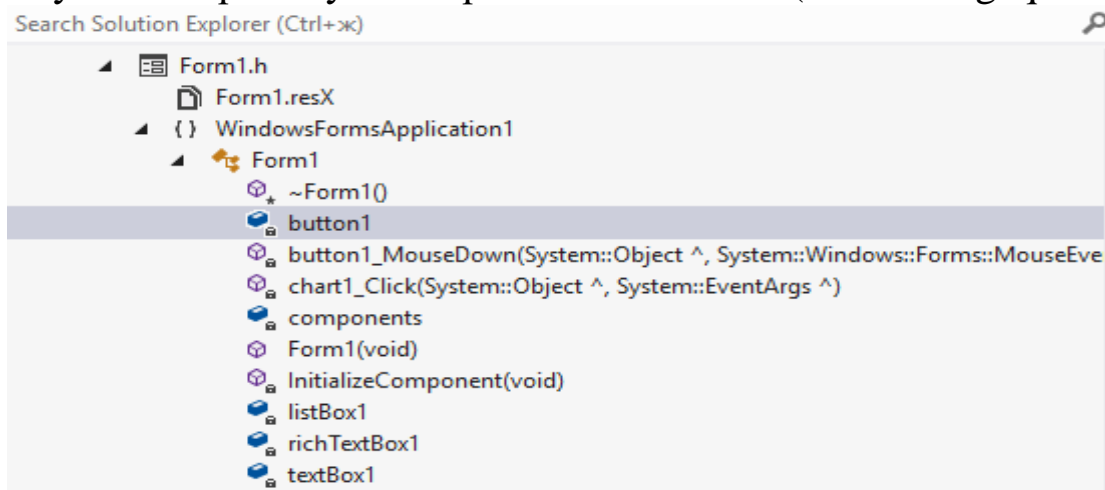 Search Solution Explorer (Ctrl+ж)
Form1.h
Form1.resX
{ } WindowsFormsApplication1
Form1
~Form1()
button1
button1_MouseDown(System::Object ^, System::Windows::Forms::MouseEve
chart1_Click(System::Object ^, System::EventArgs ^)
components
Form1(void)
InitializeComponent(void)
listBox1
richTextBox1
textBox1